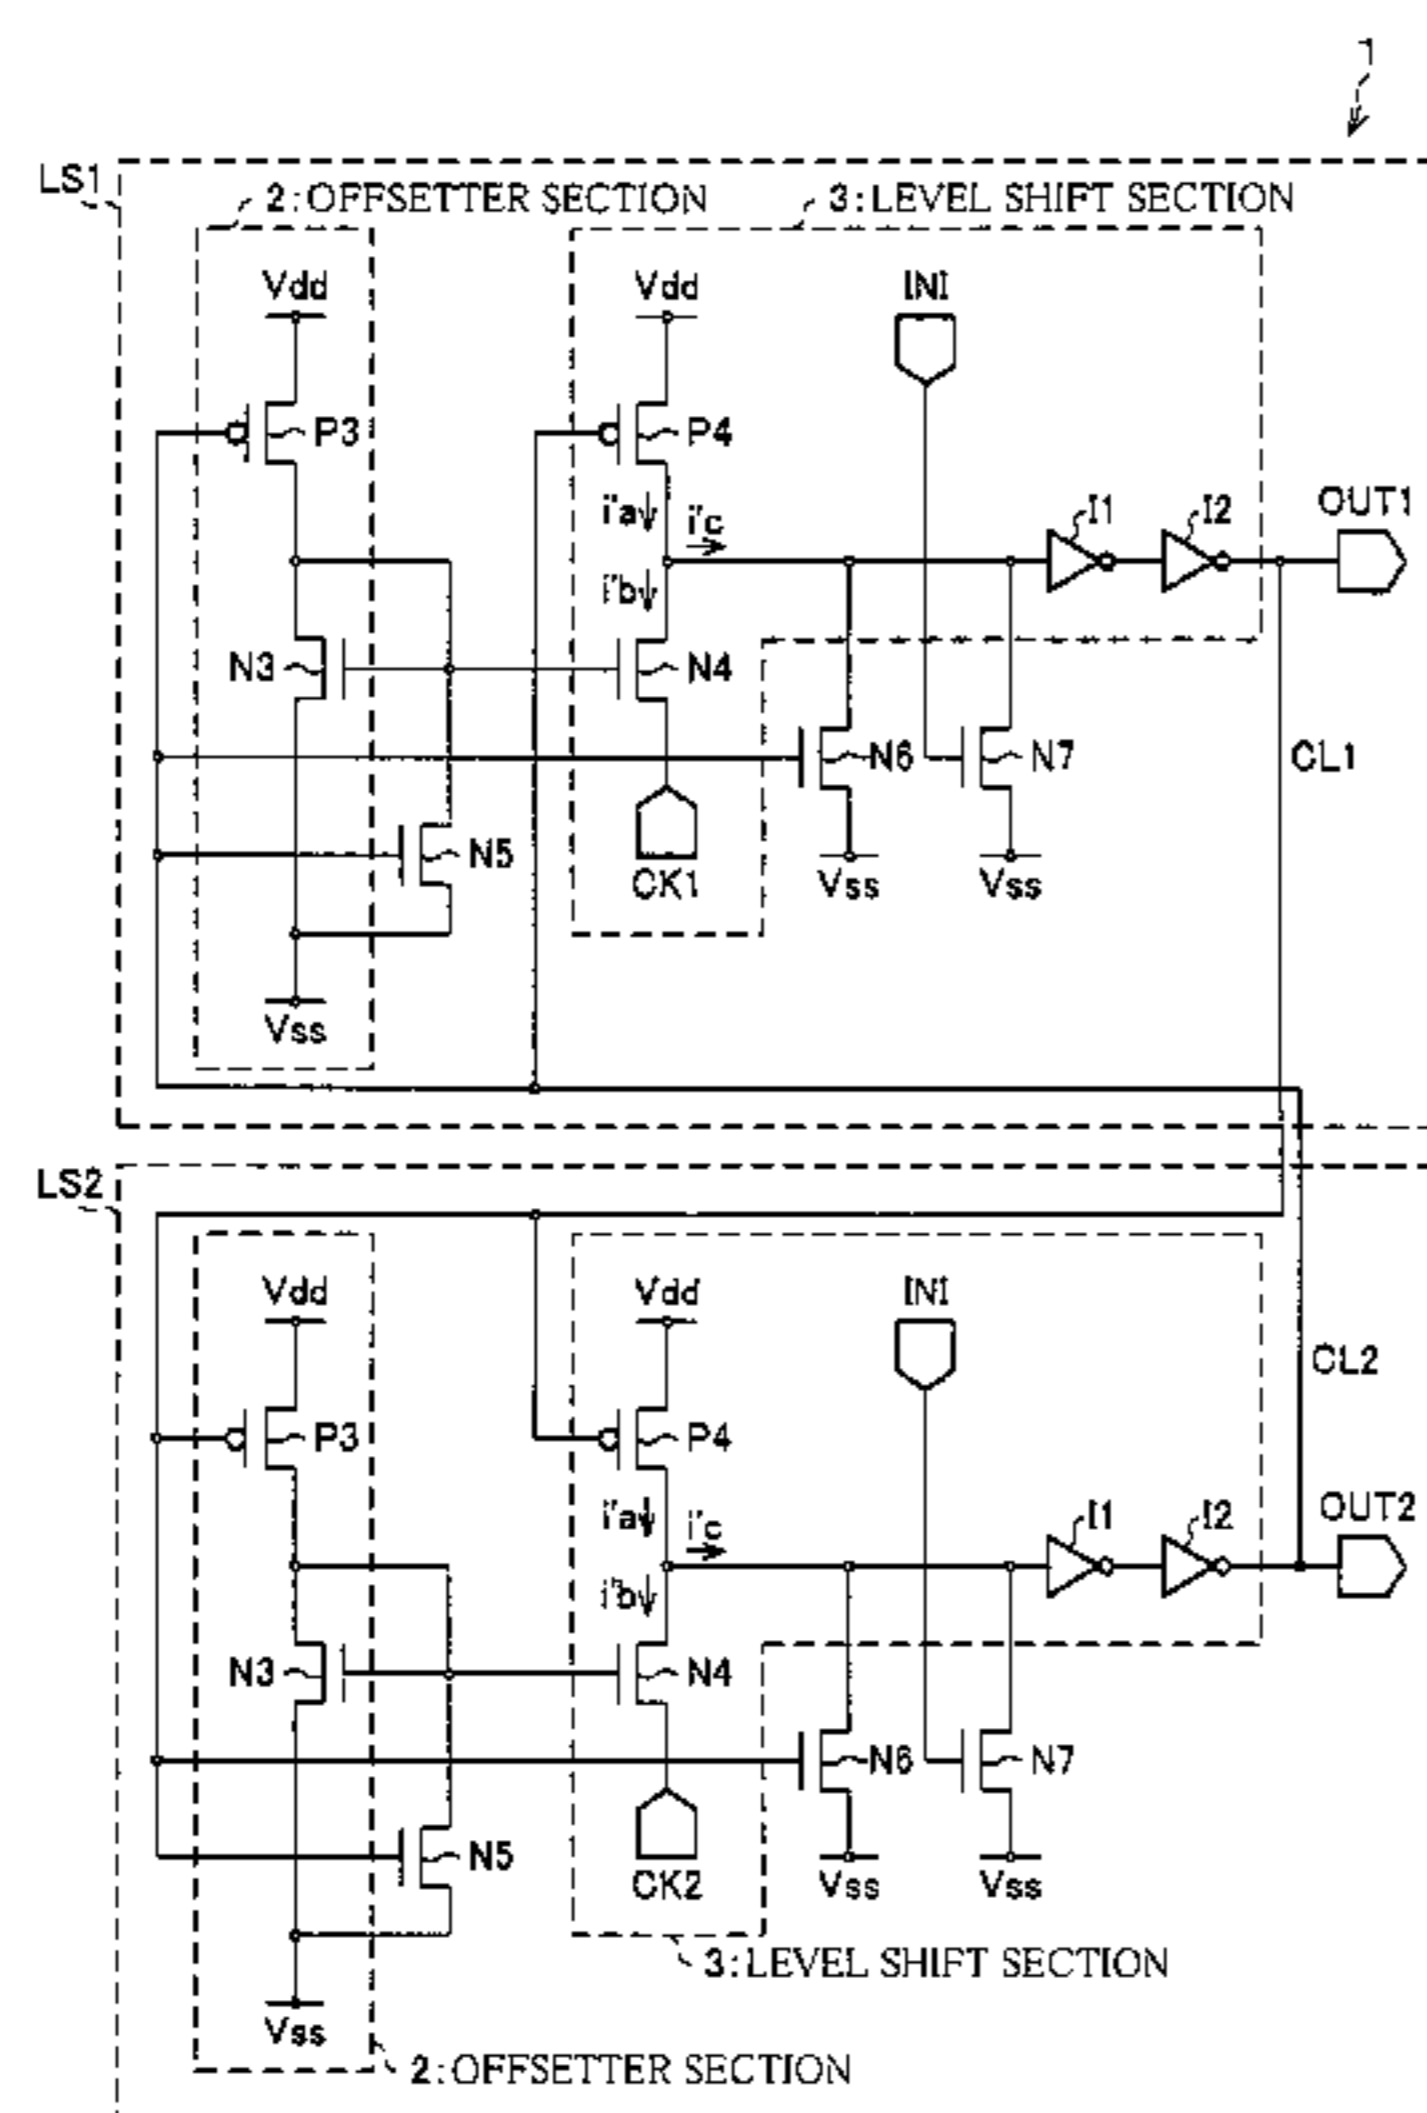 1
LS1
2:OFFSETTER SECTION
3:LEVEL SHIFT SECTION
Vdd
Vdd
INI
P3
P4
i'a
i'c
I1
I2
OUT1
i'b
N3
N4
N6
N7
CL1
N5
CK1
Vss
Vss
Vss
LS2
Vdd
Vdd
INI
CL2
P3
P4
i'a
i'c
I1
I2
OUT2
i'b
N3
N4
N6
N7
N5
CK2
Vss
Vss
3:LEVEL SHIFT SECTION
Vss
2:OFFSETTER SECTION